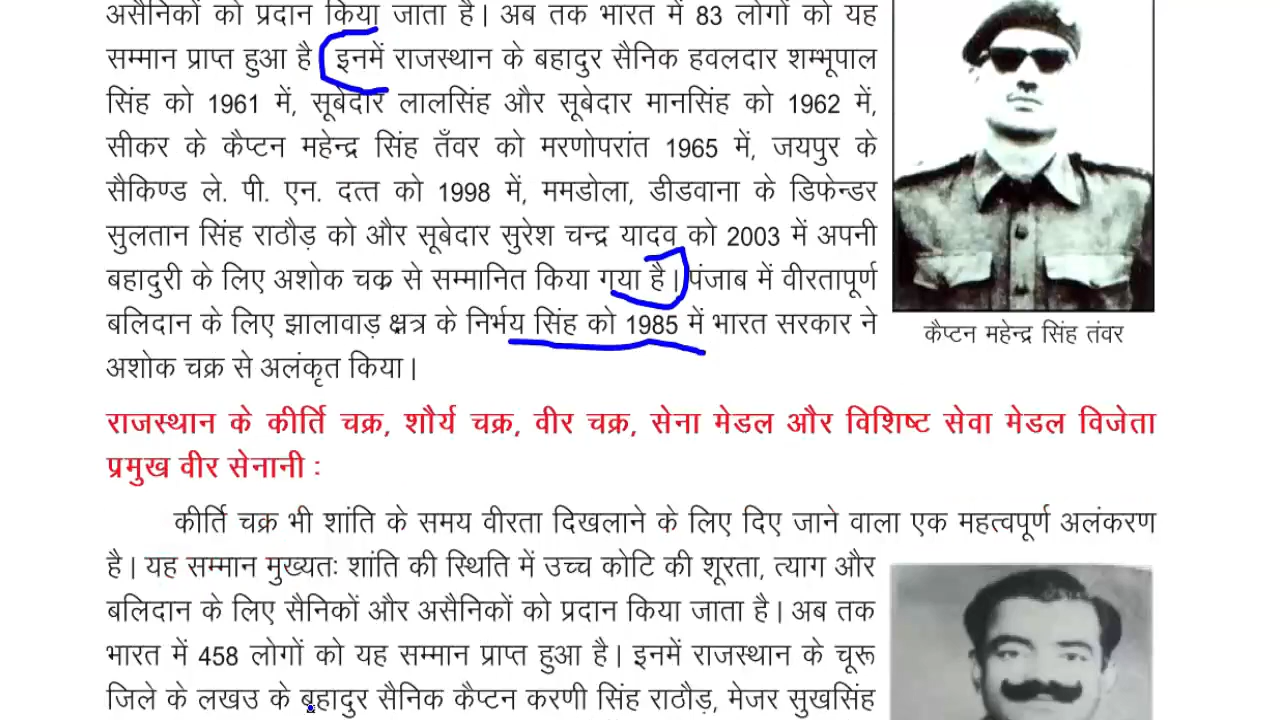 असैनिकों को प्रदान किया जाता है। अब तक भारत में 83 लोगों को यह
सम्मान प्राप्त हुआ है इनमें राजस्थान के बहादुर सैनिक हवलदार शम्भूपाल
सिंह को 1961 में, सूबेदार लालसिंह और सूबेदार मानसिंह को 1962 में,
सीकर के कैप्टन महेन्द्र सिंह तँवर को मरणोपरांत 1965 में, जयपुर के
सैकिण्ड ले. पी. एन. दत्त को 1998 में, ममडोला, डीडवाना के डिफेन्डर
सुलतान सिंह राठौड़ को और सूबेदार सुरेश चन्द्र यादव को 2003 में अपनी
बहादुरी के लिए अशोक चक्र से सम्मानित किया गया है। पंजाब में वीरतापूर्ण
बलिदान के लिए झालावाड़ क्षत्र के निर्भय सिंह को 1985 में भारत सरकार ने
अशोक चक्र से अलंकृत किया।
कैप्टन महेन्द्र सिंह तंवर
राजस्थान के कीर्ति चक्र, शौर्य चक्र, वीर चक्र, सेना मेडल और विशिष्ट सेवा मेडल विजेता
प्रमुख वीर सेनानी :
कीर्ति चक्र भी शांति के समय वीरता दिखलाने के लिए दिए जाने वाला एक महत्वपूर्ण अलंकरण
है। यह सम्मान मुख्यतः शांति की स्थिति में उच्च कोटि की शूरता, त्याग और
बलिदान के लिए सैनिकों और असैनिकों को प्रदान किया जाता है। अब तक
भारत में 458 लोगों को यह सम्मान प्राप्त हुआ है। इनमें राजस्थान के चूरू
जिले के लखउ के बहादुर सैनिक कैप्टन करणी सिंह राठौड़, मेजर सुखसिंह